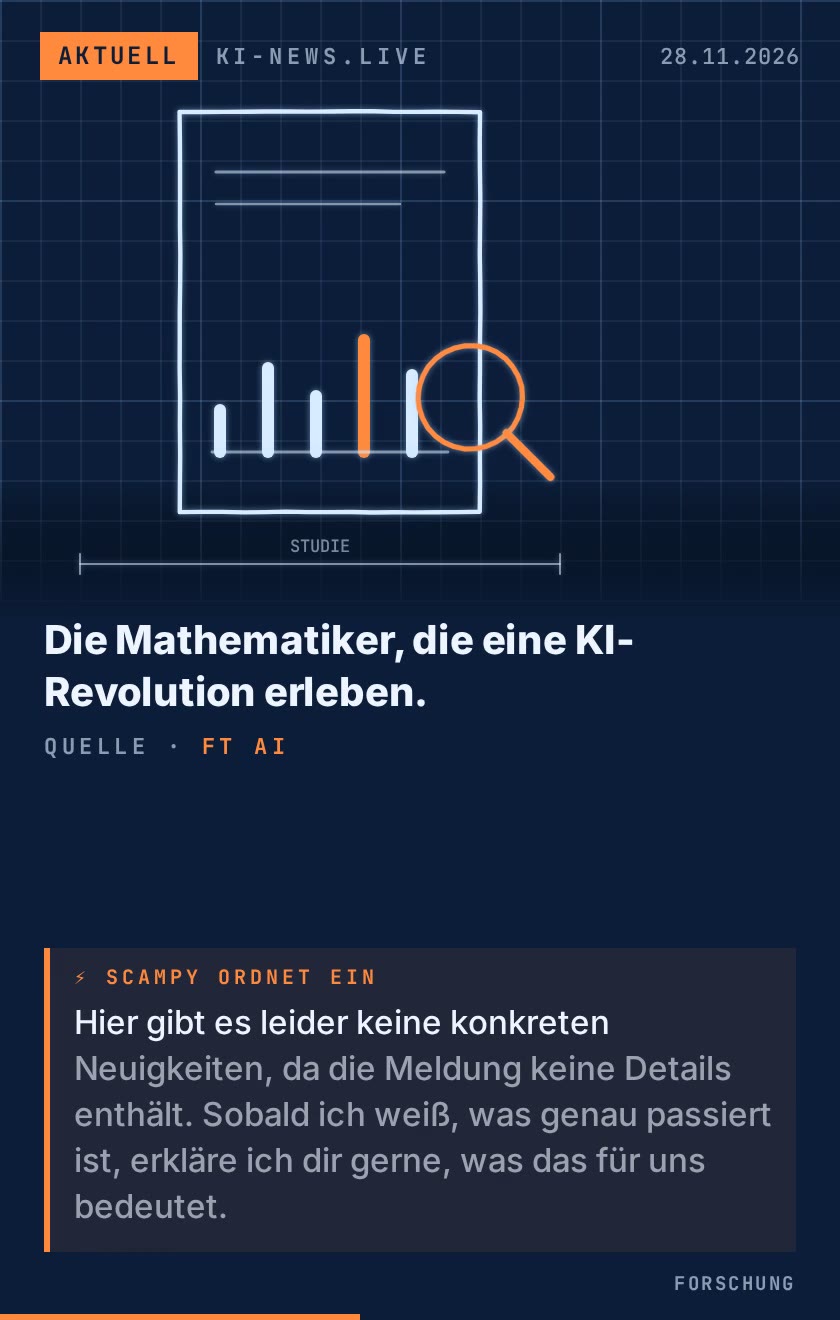 AKTUELL KI-NEWS.LIVE 28.11.2026
STUDIE
Die Mathematiker, die eine KI-
Revolution erleben.
QUELLE · FT AI
⚡ SCAMPY ORDNET EIN
Hier gibt es leider keine konkreten
Neuigkeiten, da die Meldung keine Details
enthält. Sobald ich weiß, was genau passiert
ist, erkläre ich dir gerne, was das für uns
bedeutet.
FORSCHUNG